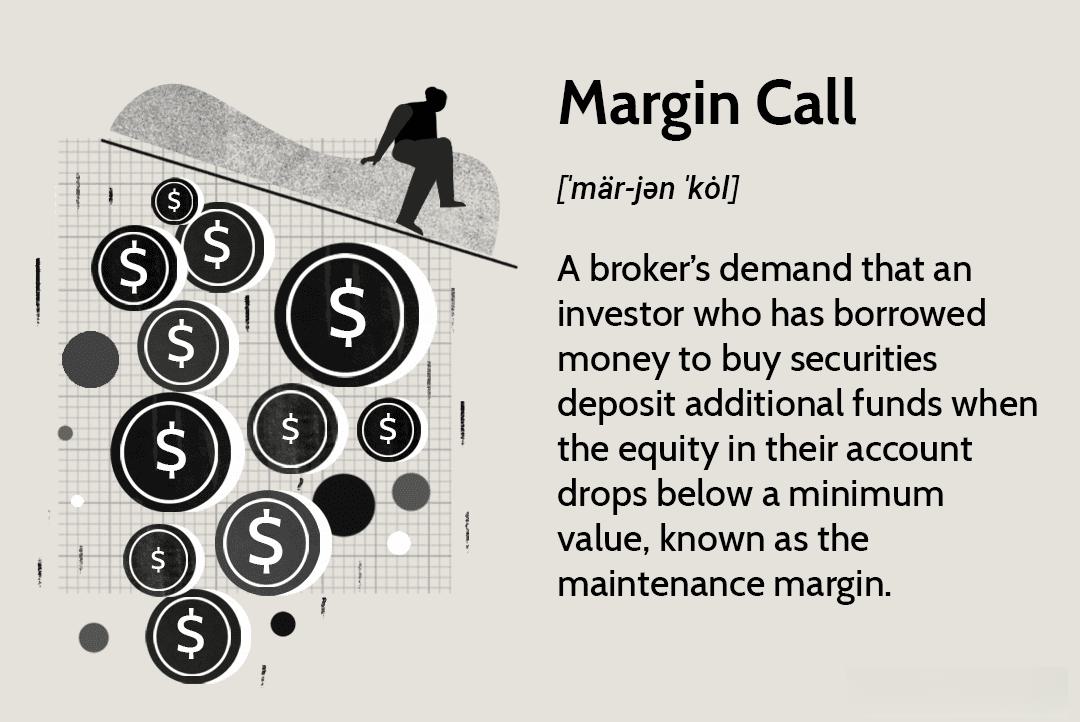 Margin Call
[ˈmär-jən ˈkȯl]
A broker’s demand that an
investor who has borrowed
money to buy securities
deposit additional funds when
the equity in their account
drops below a minimum
value, known as the
maintenance margin.
$
$
$
$
$
$
$
$
$
$
$